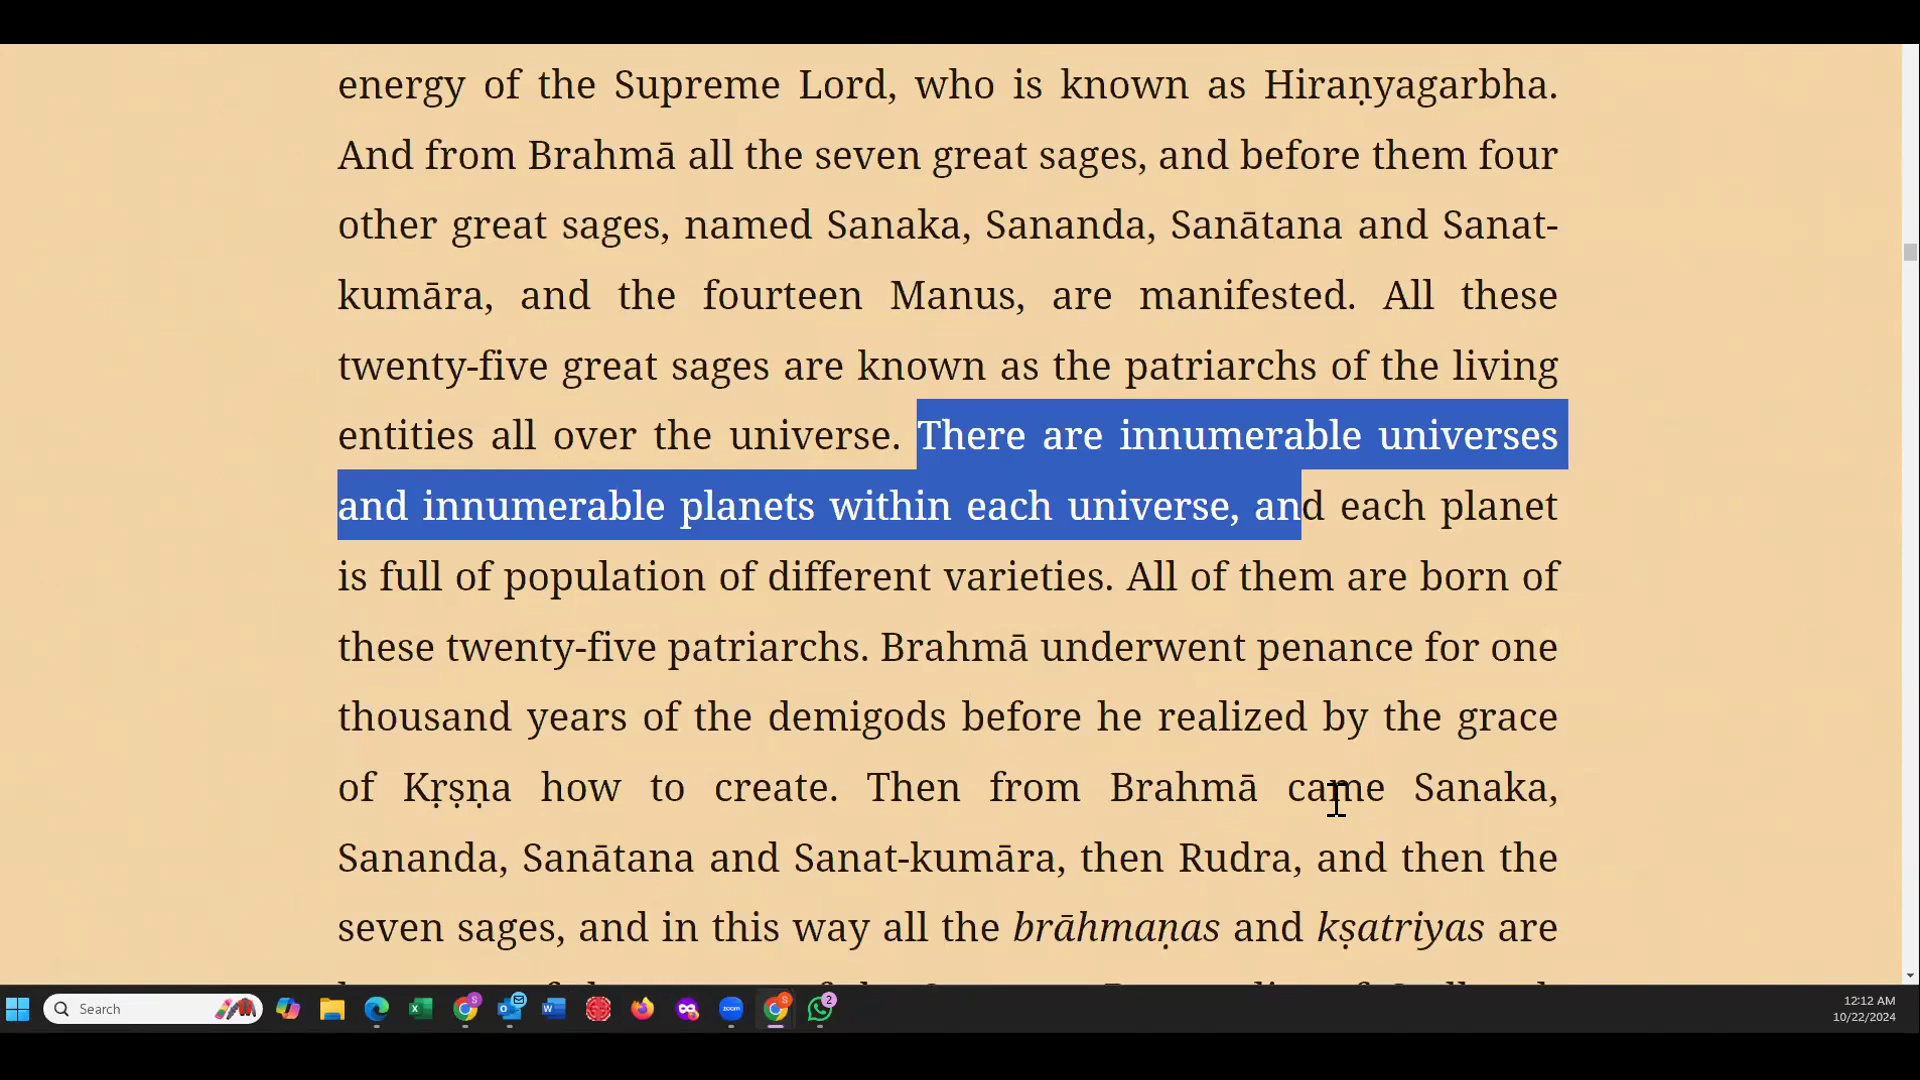 energy of the Supreme Lord, who is known as Hiraṇyagarbha.
And from Brahmā all the seven great sages, and before them four
other great sages, named Sanaka, Sananda, Sanātana and Sanat-
kumāra, and the fourteen Manus, are manifested. All these
twenty-five great sages are known as the patriarchs of the living
entities all over the universe. There are innumerable universes
and innumerable planets within each universe, and each planet
is full of population of different varieties. All of them are born of
these twenty-five patriarchs. Brahmā underwent penance for one
thousand years of the demigods before he realized by the grace
of Kṛṣṇa how to create. Then from Brahmā came Sanaka,
Sananda, Sanātana and Sanat-kumāra, then Rudra, and then the
seven sages, and in this way all the brāhmaṇas and kṣatriyas are
Search
zoom
2
12:12 AM
10/22/2024